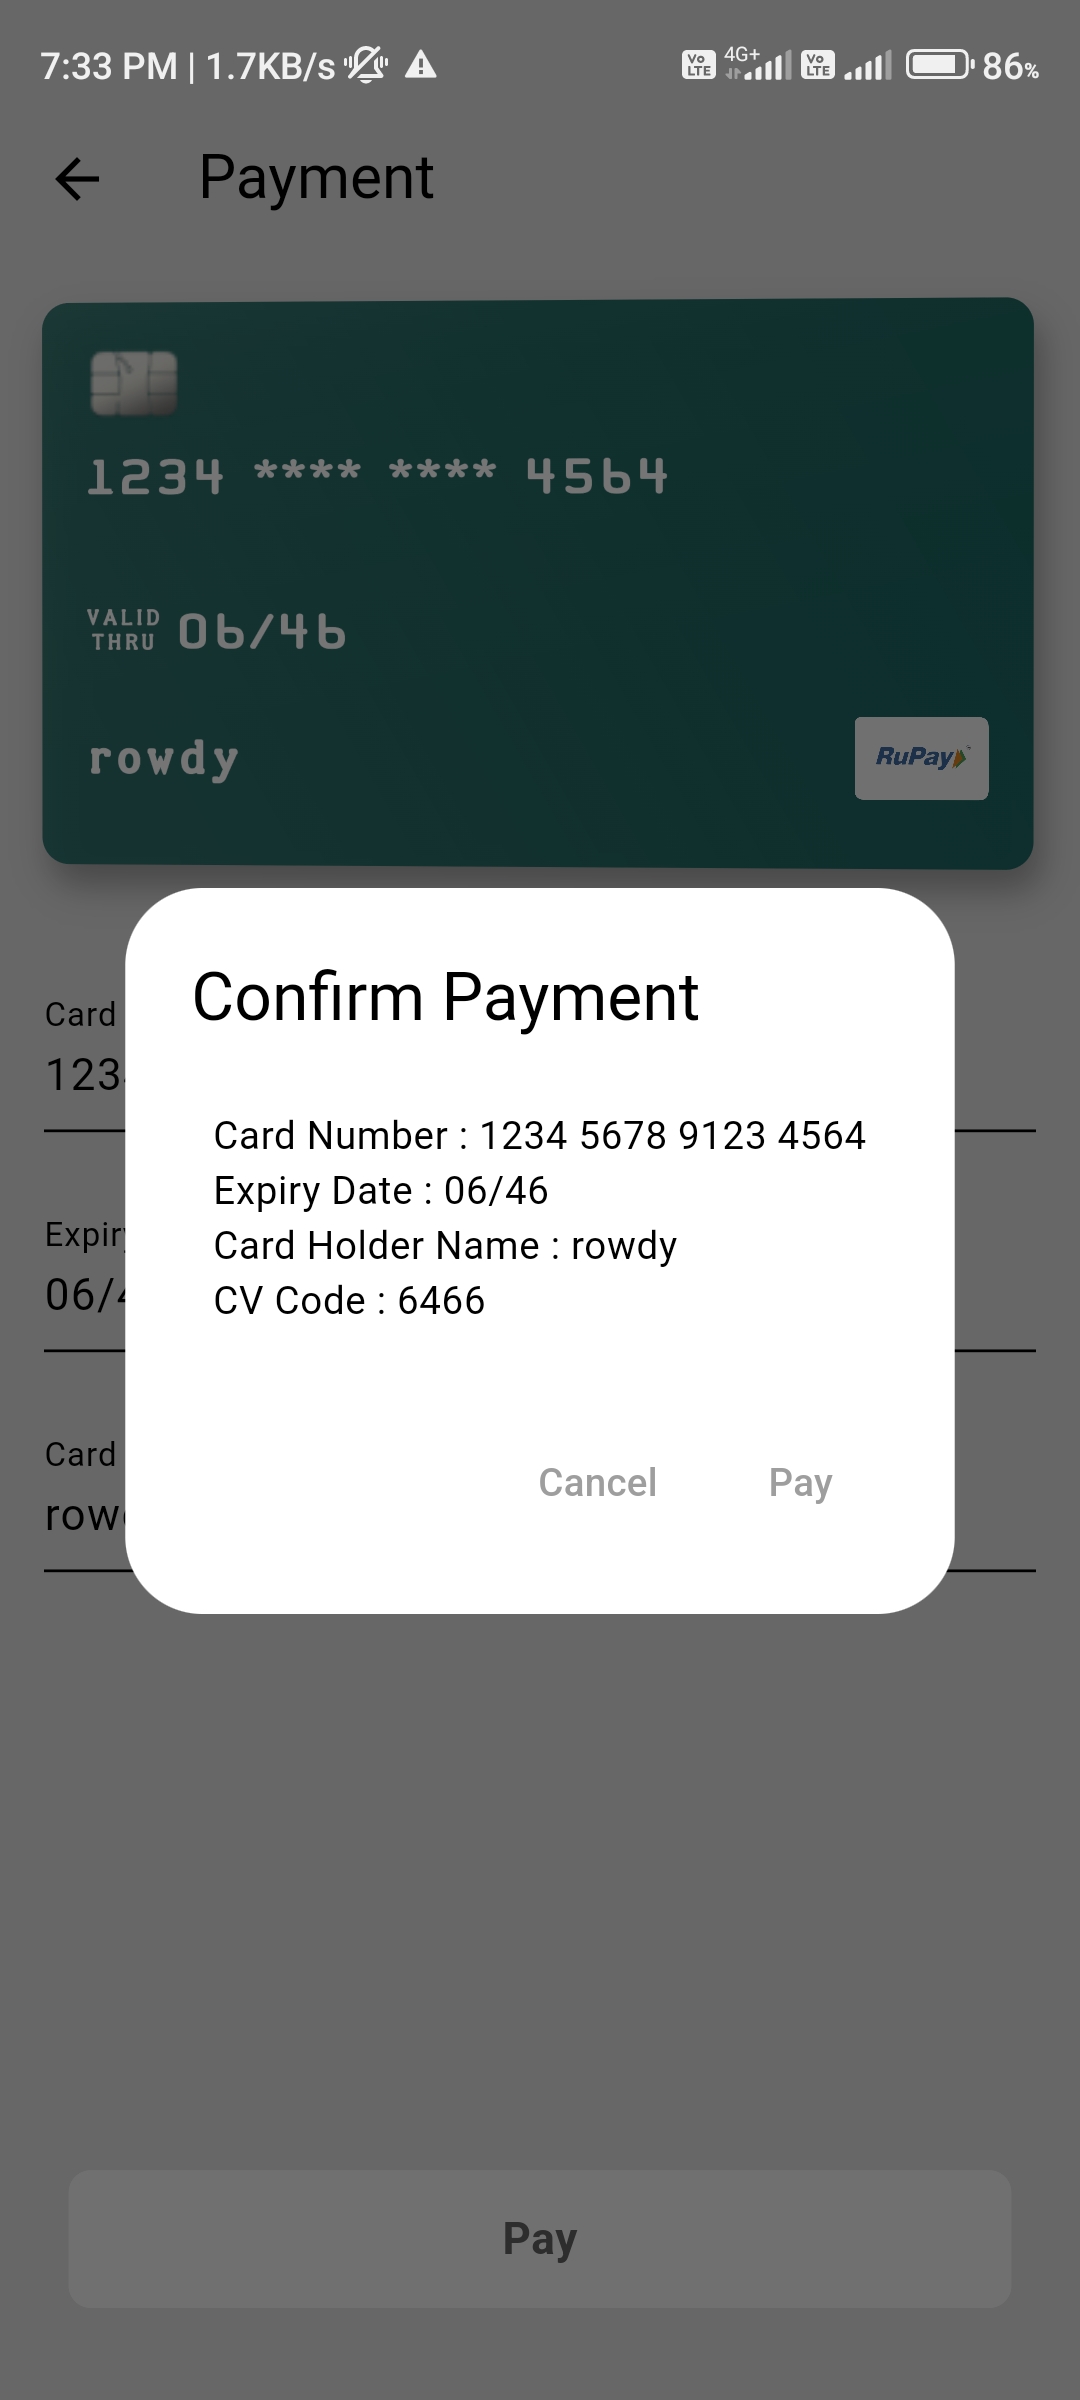 7:33 PM | 1.7KB/s Vo LTE 4G+ Vo LTE 86%
Payment
1234 **** **** 4564
VALID THRU 06/46
rowdy
RuPay
Confirm Payment
Card
Card Number : 1234 5678 9123 4564
123
Expiry Date : 06/46
Expiry
Card Holder Name : rowdy
06/4
CV Code : 6466
Card
Cancel Pay
row
Pay